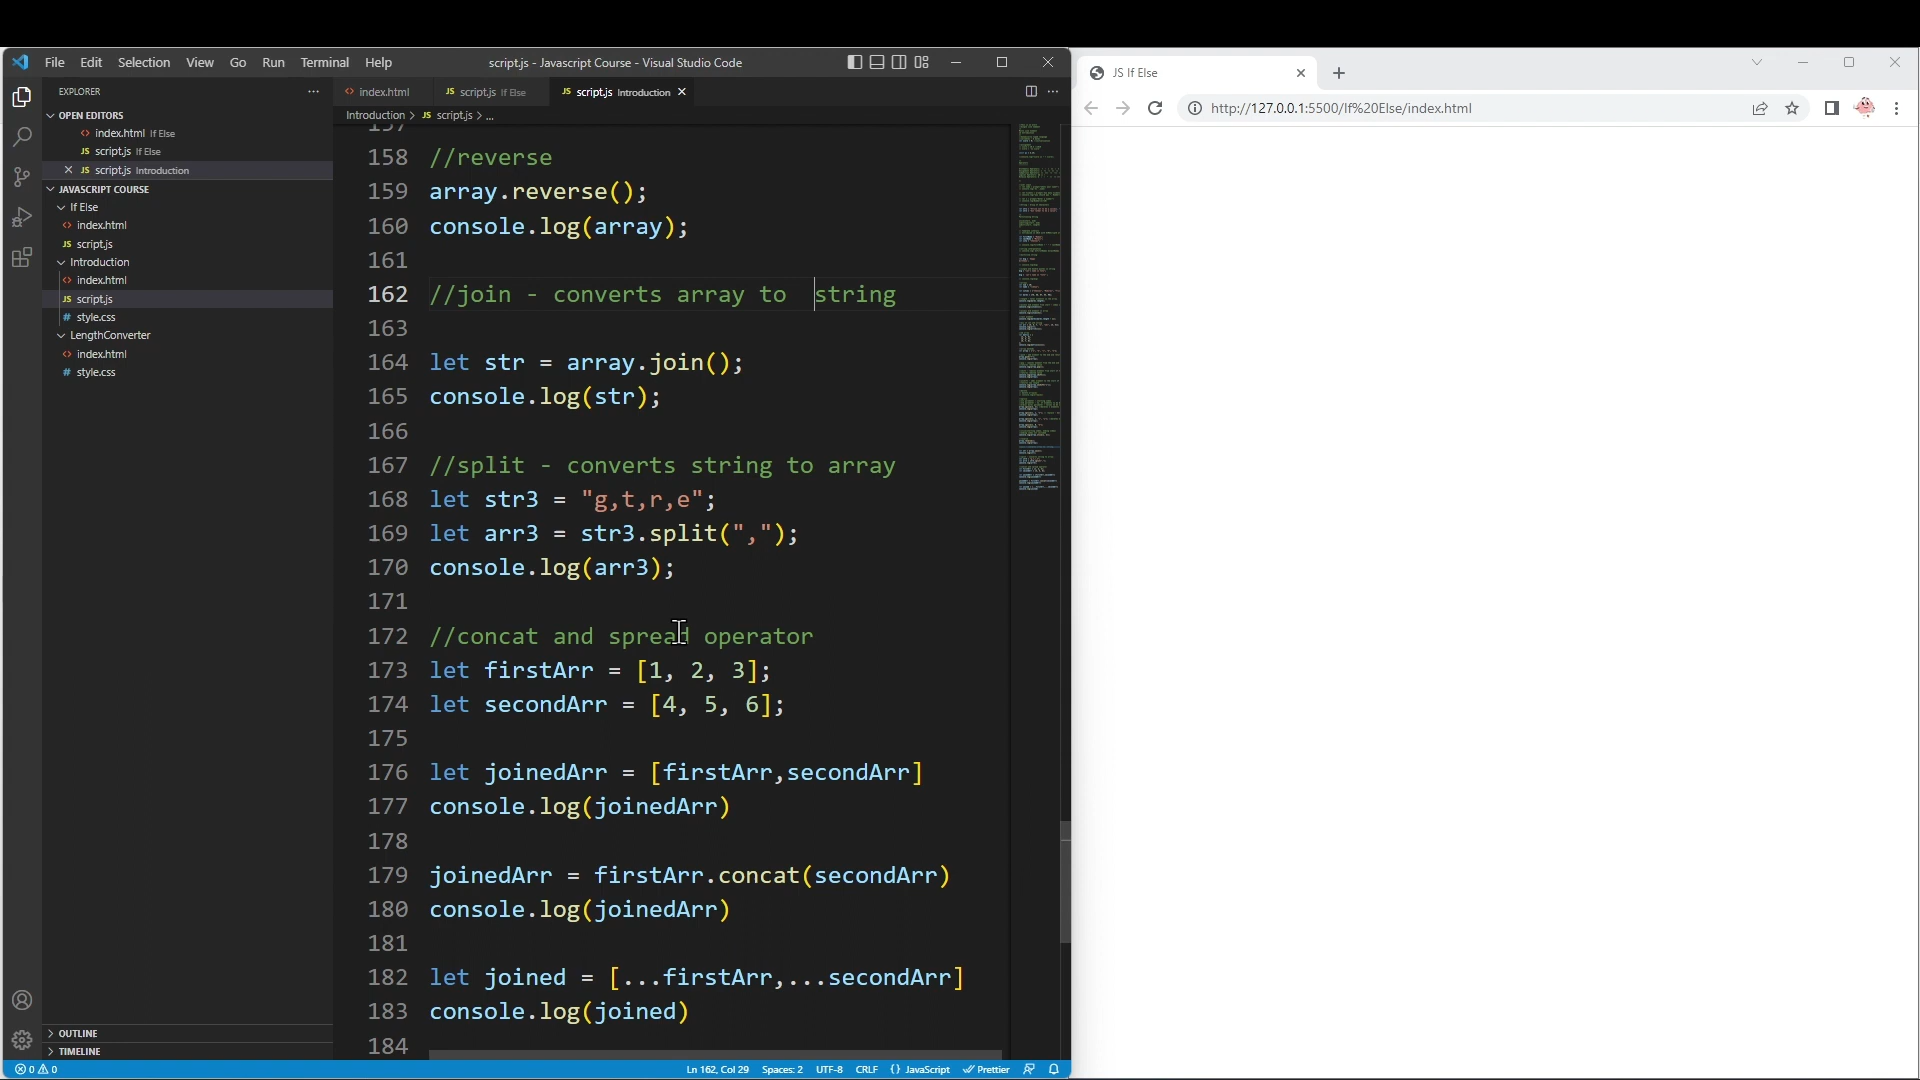 File Edit Selection View Go Run Terminal Help
script.js - Javascript Course - Visual Studio Code
EXPLORER
OPEN EDITORS
index.html If Else
script.js If Else
script.js Introduction
JAVASCRIPT COURSE
If Else
index.html
script.js
Introduction
index.html
script.js
style.css
LengthConverter
index.html
style.css
OUTLINE
TIMELINE
index.html
script.js If Else
script.js Introduction
Introduction > script.js > ...
157
158 //reverse
159 array.reverse();
160 console.log(array);
161
162 //join - converts array to  string
163
164 let str = array.join();
165 console.log(str);
166
167 //split - converts string to array
168 let str3 = "g,t,r,e";
169 let arr3 = str3.split(",");
170 console.log(arr3);
171
172 //concat and spread operator
173 let firstArr = [1, 2, 3];
174 let secondArr = [4, 5, 6];
175
176 let joinedArr = [firstArr,secondArr]
177 console.log(joinedArr)
178
179 joinedArr = firstArr.concat(secondArr)
180 console.log(joinedArr)
181
182 let joined = [...firstArr,...secondArr]
183 console.log(joined)
184
0 0 Ln 162, Col 29 Spaces: 2 UTF-8 CRLF {} JavaScript Prettier
JS If Else
http://127.0.0.1:5500/If%20Else/index.html